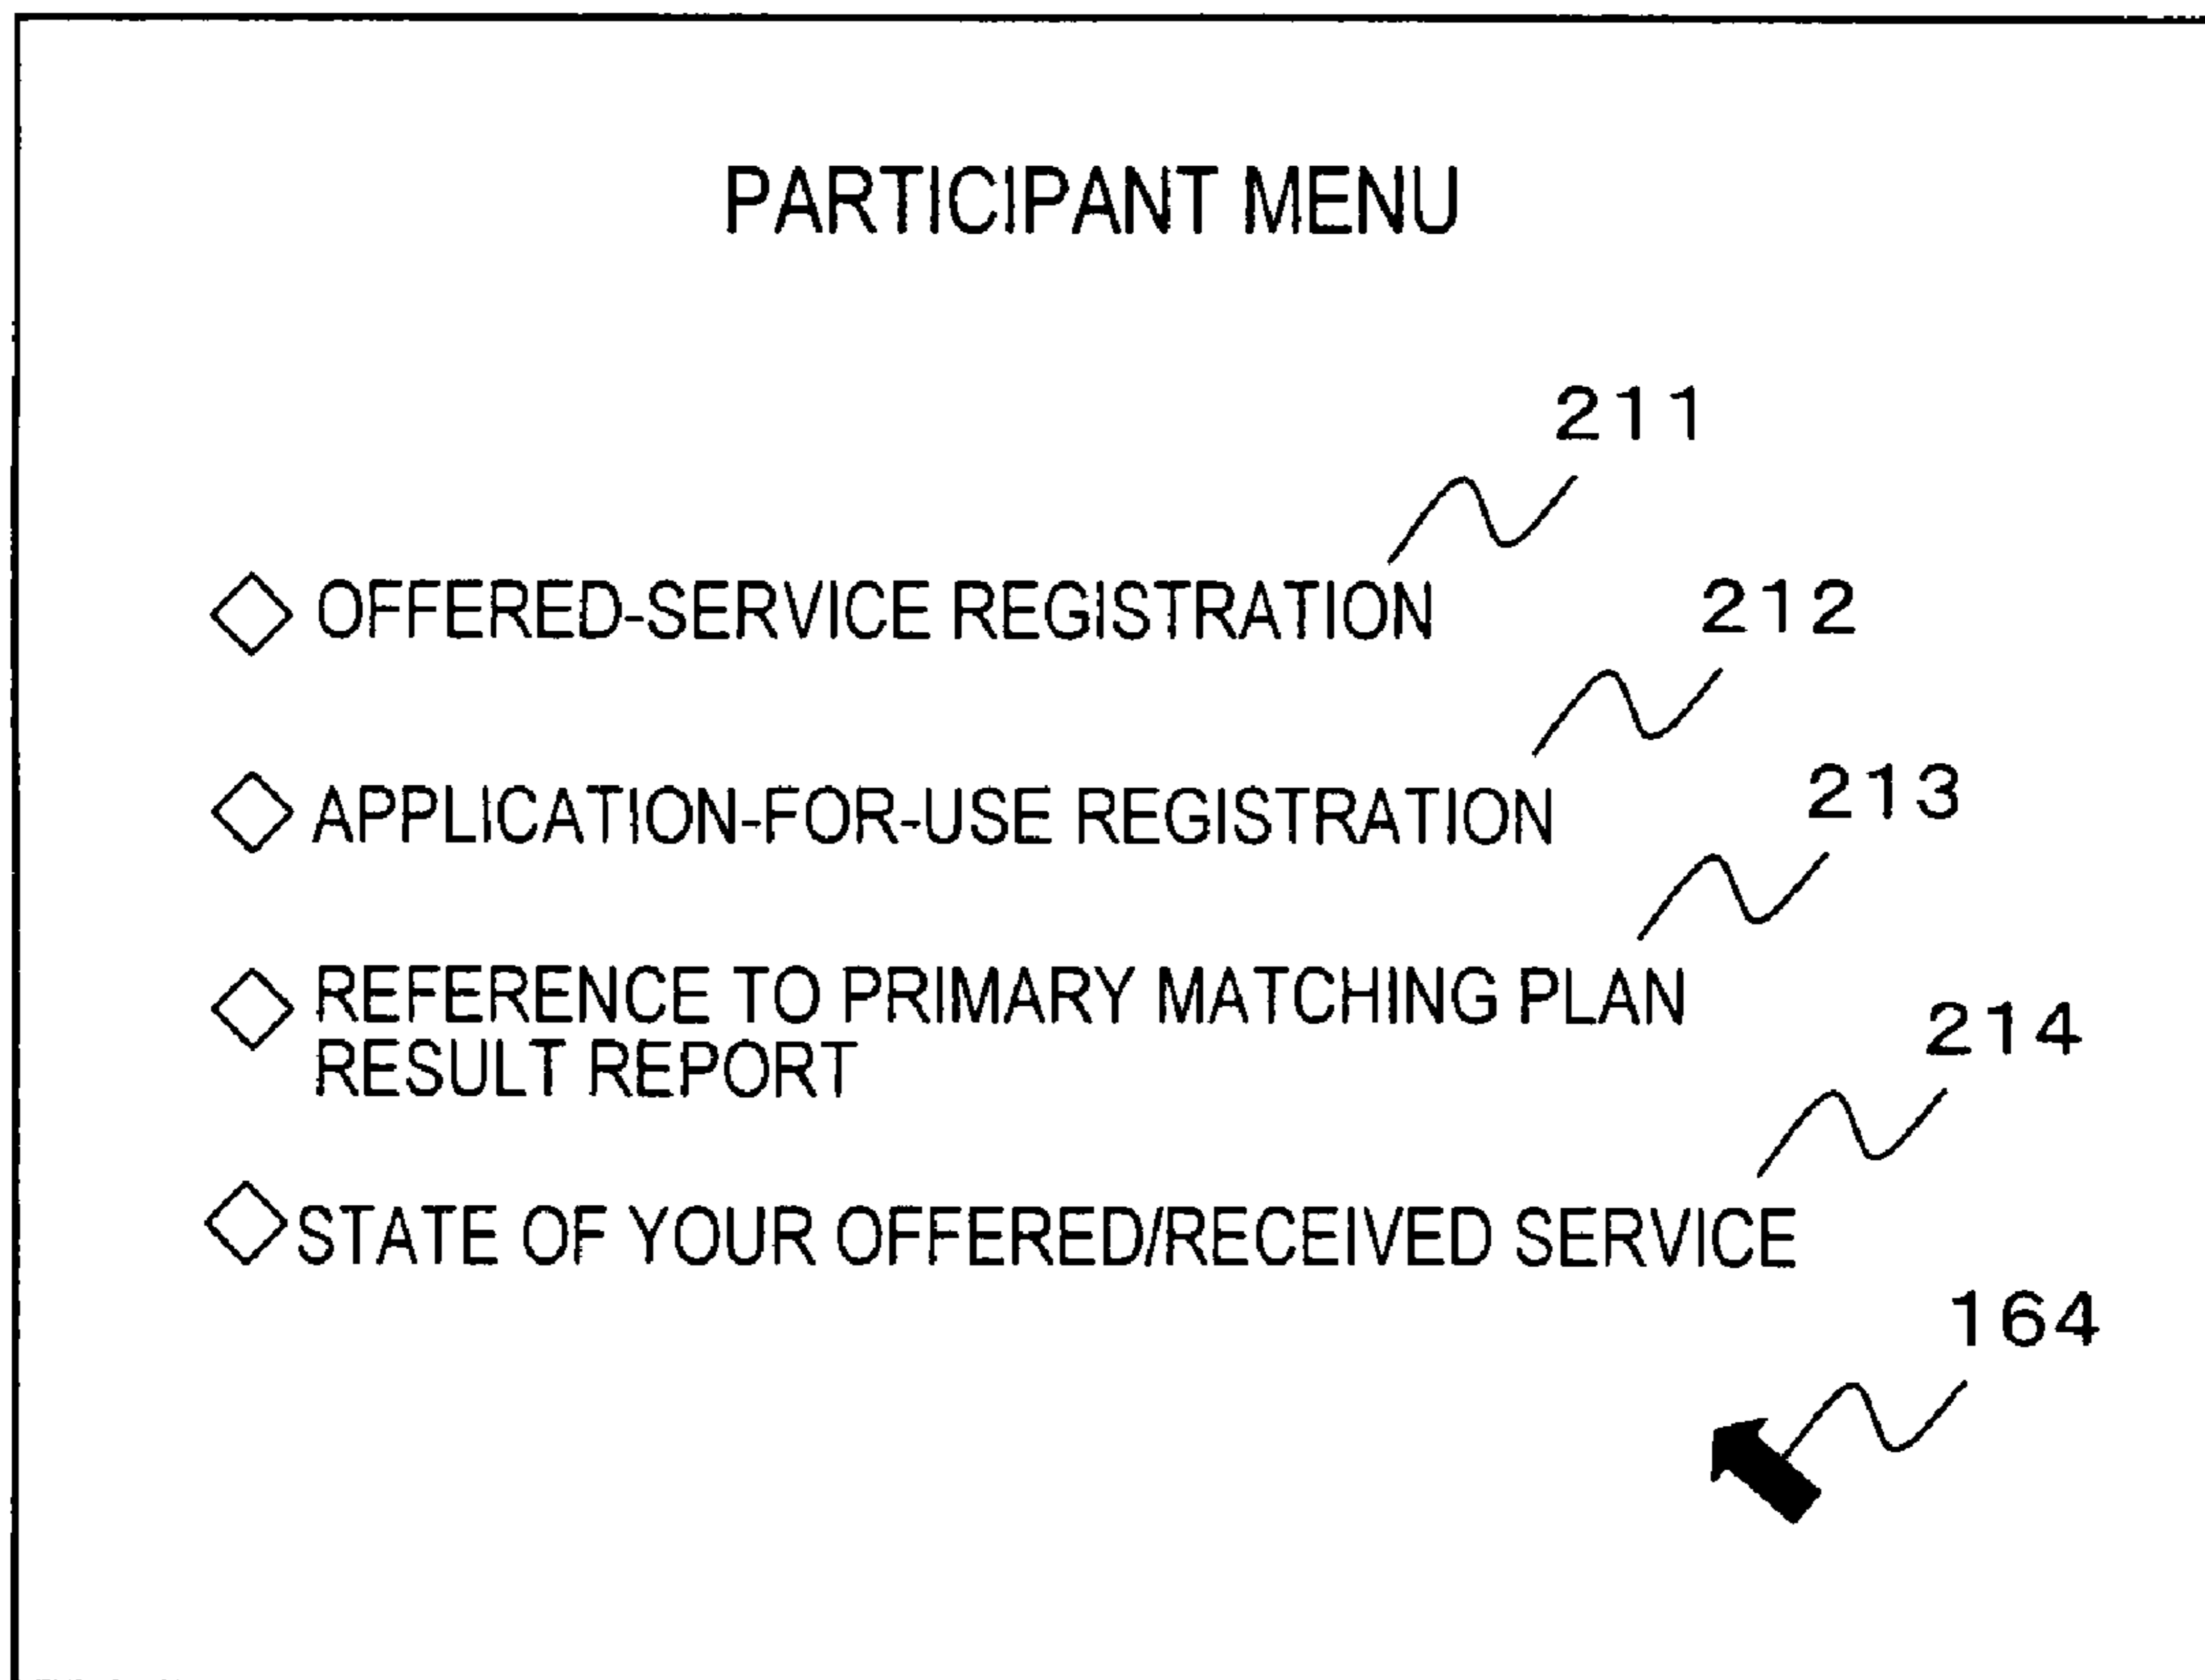 PARTICIPANT MENU
211
◇ OFFERED-SERVICE REGISTRATION
212
◇ APPLICATION-FOR-USE REGISTRATION
213
◇ REFERENCE TO PRIMARY MATCHING PLAN
RESULT REPORT
214
◇ STATE OF YOUR OFFERED/RECEIVED SERVICE
164